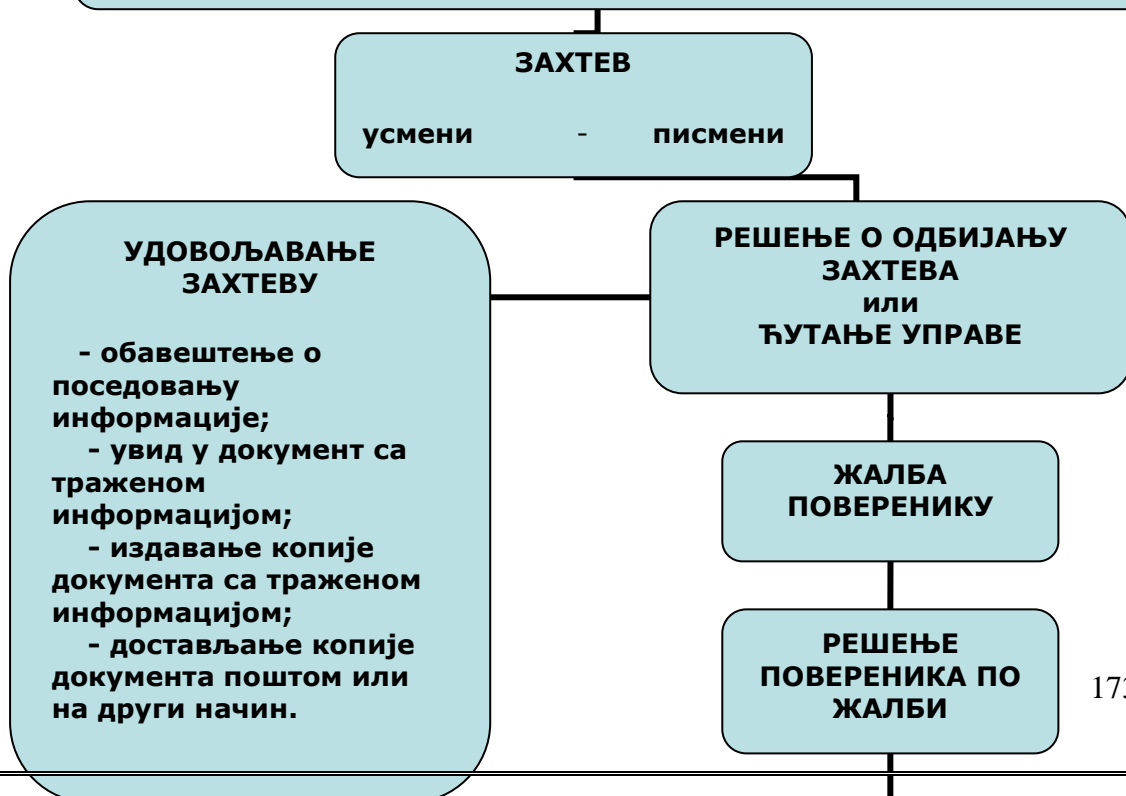 ЗАХТЕВ
усмени - писмени
УДОВОЉАВАЊЕ
ЗАХТЕВУ
- обавештење о
поседовању
информације;
- увид у документ са
траженом
информацијом;
- издавање копије
документа са траженом
информацијом;
- достављање копије
документа поштом или
на други начин.
РЕШЕЊЕ О ОДБИЈАЊУ
ЗАХТЕВА
или
ЋУТАЊЕ УПРАВЕ
ЖАЛБА
ПОВЕРЕНИКУ
РЕШЕЊЕ
ПОВЕРЕНИКА ПО
ЖАЛБИ
173